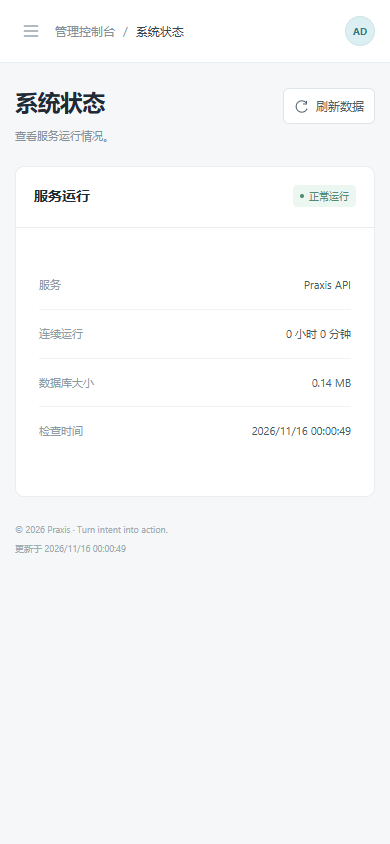 管理控制台 / 系统状态
AD
系统状态
刷新数据
查看服务运行情况。
服务运行
正常运行
服务
Praxis API
连续运行
0 小时 0 分钟
数据库大小
0.14 MB
检查时间
2026/11/16 00:00:49
© 2026 Praxis · Turn intent into action.
更新于 2026/11/16 00:00:49